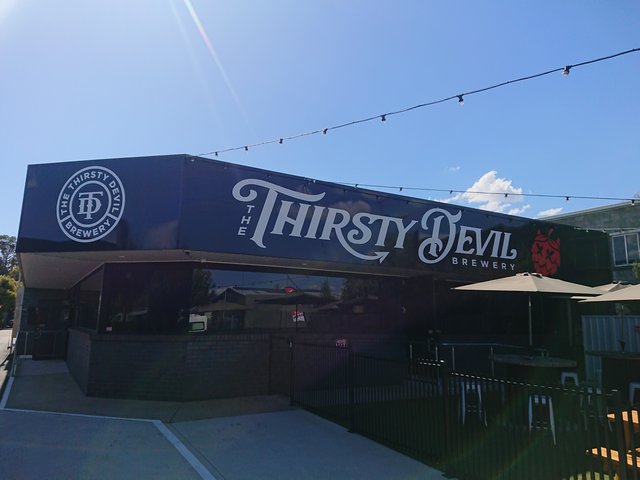 THE THIRSTY DEVIL
TD
BREWERY
THE
THIRSTY DEVIL
BREWERY